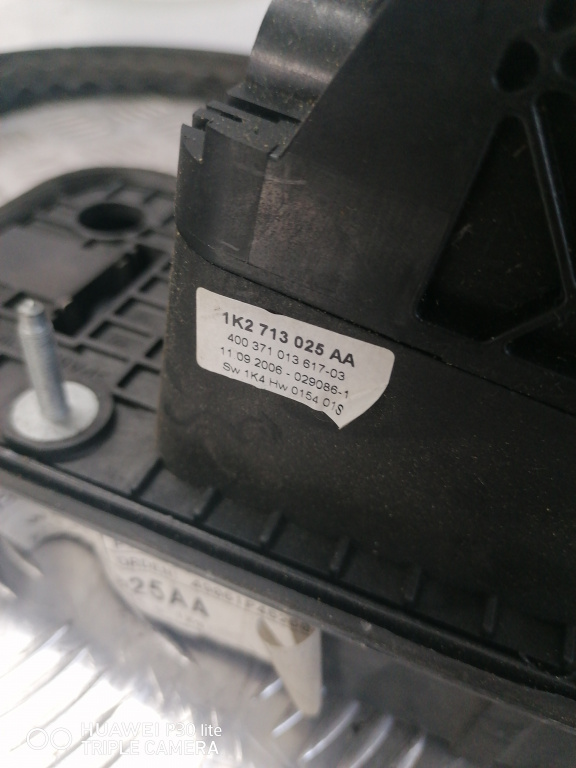 1K2 713 025 AA
400 371 013 617-03
11.09.2006 - 029086-1
Sw 1K4 Hw 0154 01S
25AA
HUAWEI P30 lite
TRIPLE CAMERA